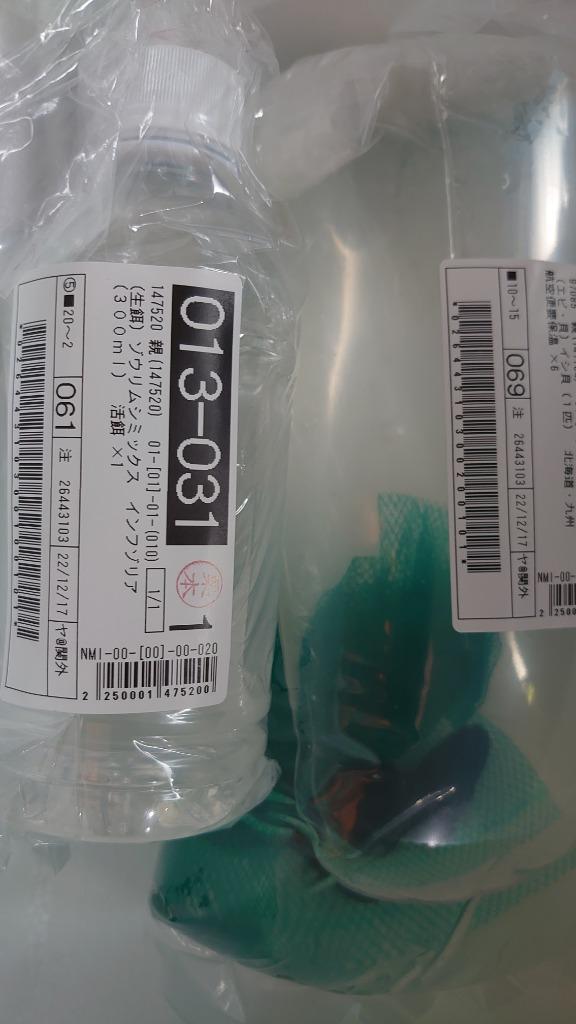 013-031
147520 親(147520) 01-[01]-01-(010)
(生餌) ゾウリムシミックス インフゾリア
(300ml) 活餌 ×1
1/1
1
⑤■20～2 061 注 26443103 22/12/17 ヤ@関外
NMI-00-[00]-00-020
2 250001 475200
(エビ・貝) イシ貝 (1匹) 北海道・九州
航空便要保温 ×6
■10～15 069 注 26443103 22/12/17 ヤ@関外
NMI-00-